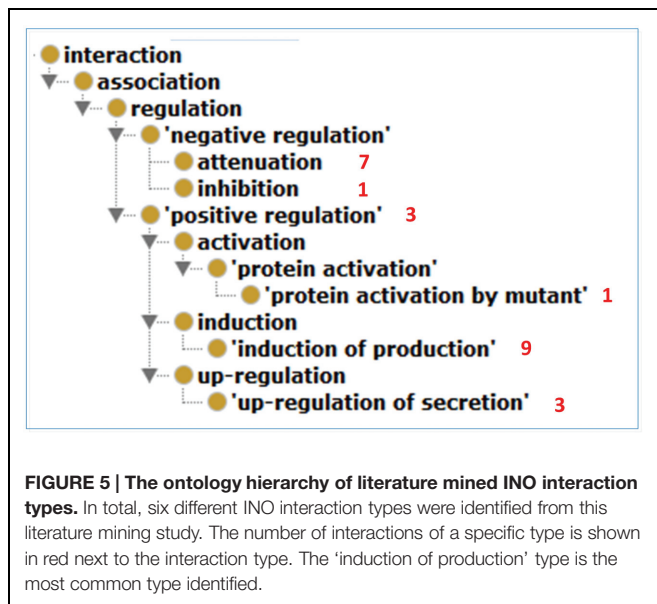 interaction
association
regulation
'negative regulation'
attenuation 7
inhibition 1
'positive regulation' 3
activation
'protein activation'
'protein activation by mutant' 1
induction
'induction of production' 9
up-regulation
'up-regulation of secretion' 3
FIGURE 5 | The ontology hierarchy of literature mined INO interaction
types. In total, six different INO interaction types were identified from this
literature mining study. The number of interactions of a specific type is shown
in red next to the interaction type. The ‘induction of production’ type is the
most common type identified.